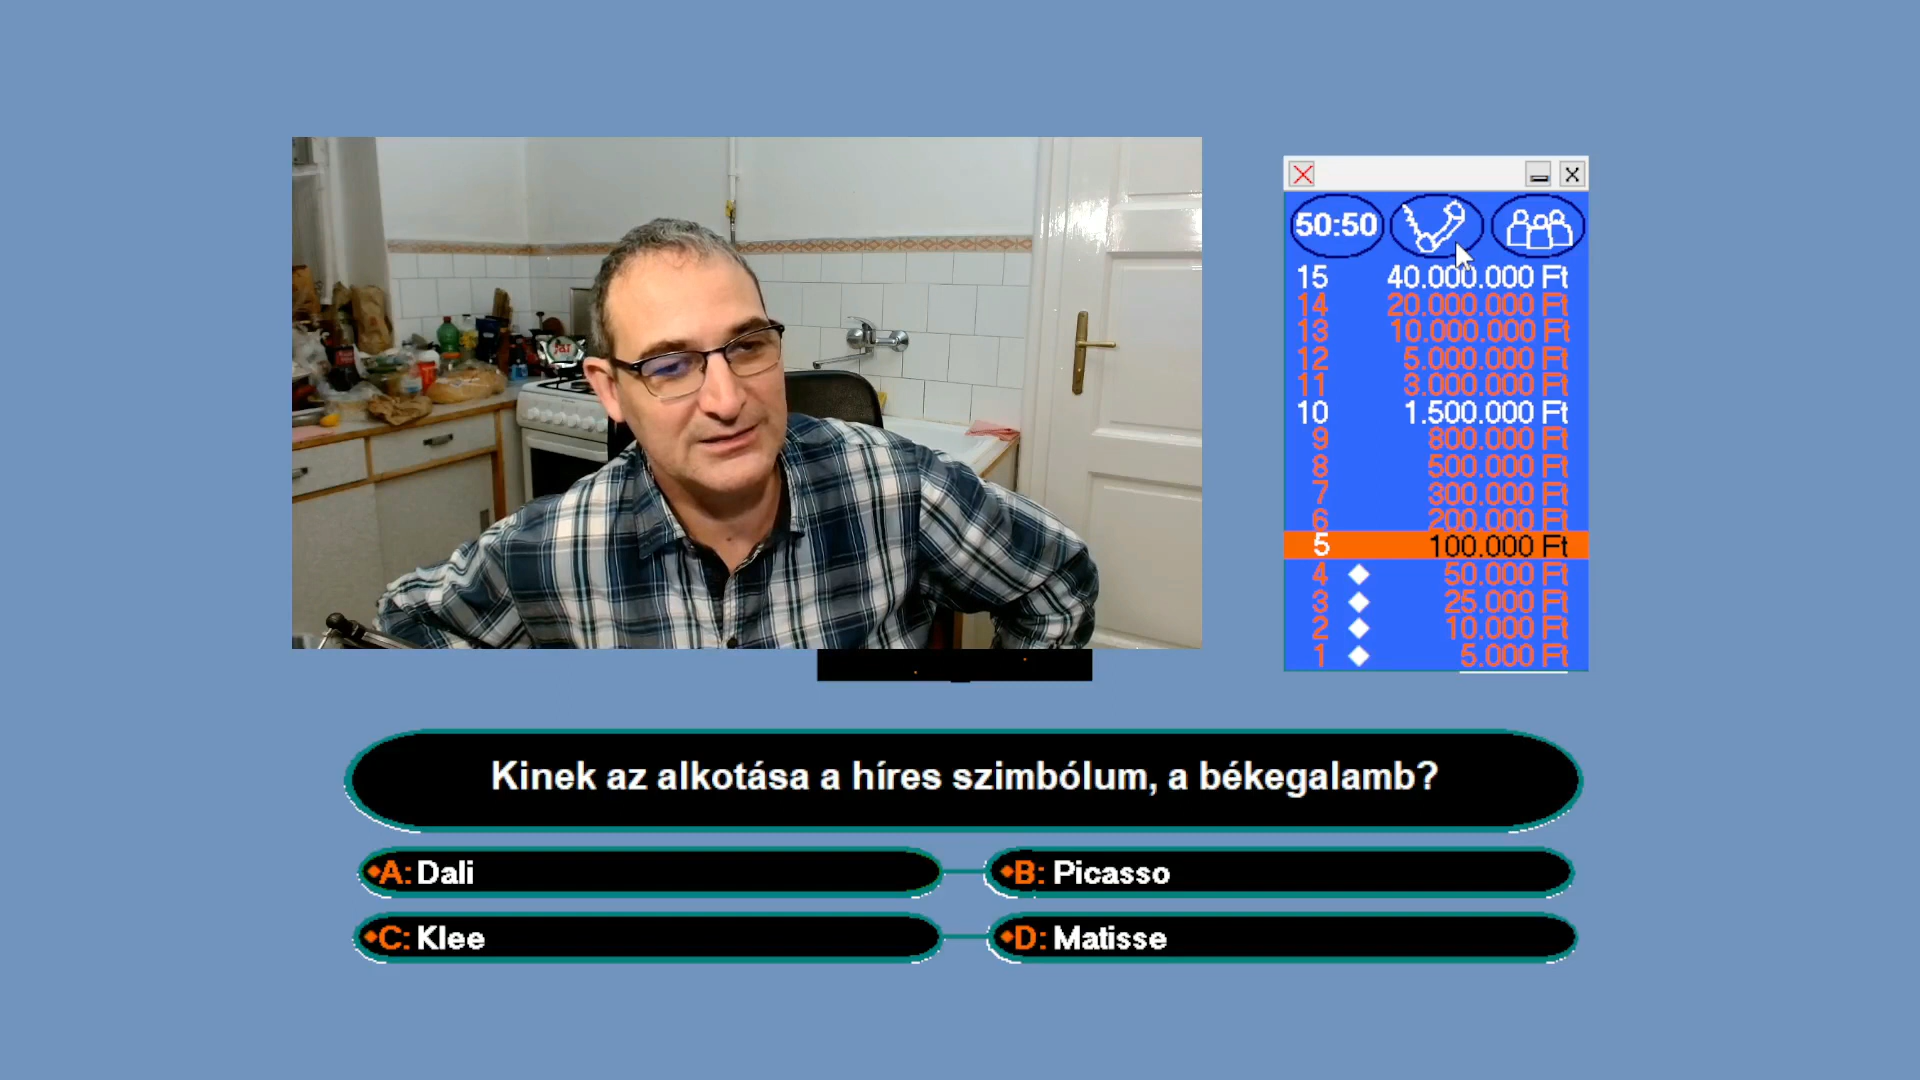 50:50
15 40.000.000 Ft
14 20.000.000 Ft
13 10.000.000 Ft
12 5.000.000 Ft
11 3.000.000 Ft
10 1.500.000 Ft
9 800.000 Ft
8 500.000 Ft
7 300.000 Ft
6 200.000 Ft
5 100.000 Ft
4 50.000 Ft
3 25.000 Ft
2 10.000 Ft
1 5.000 Ft
Kinek az alkotása a híres szimbólum, a békegalamb?
A: Dali
B: Picasso
C: Klee
D: Matisse